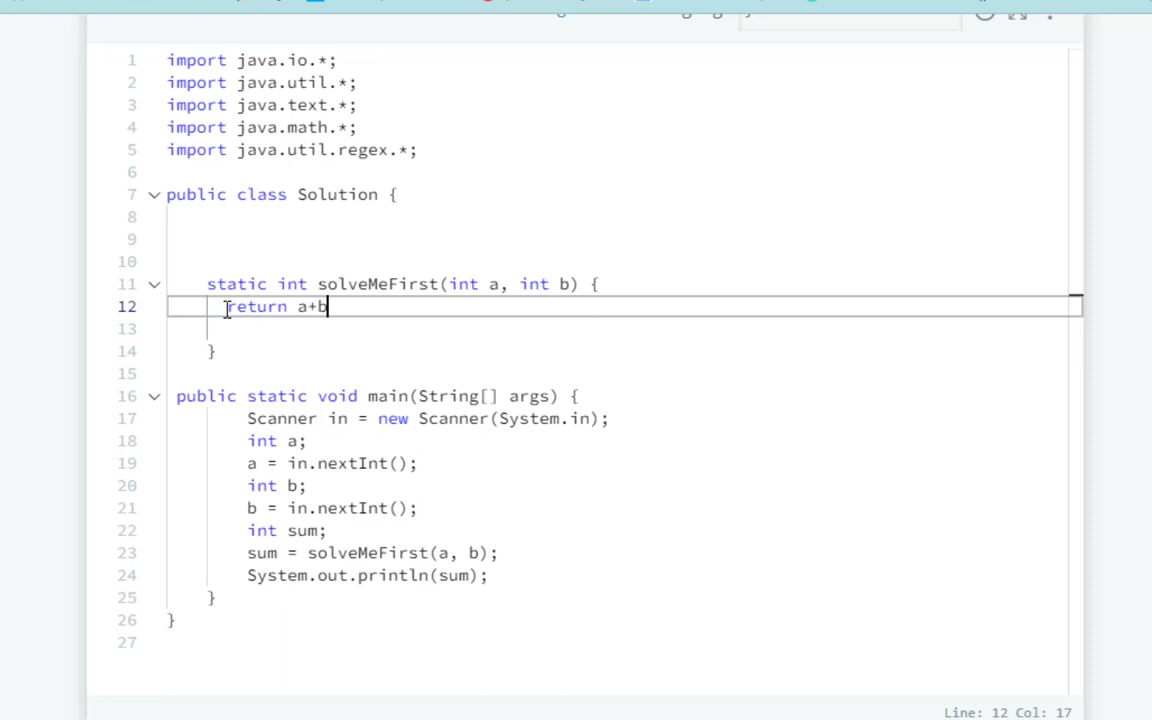 1 import java.io.*;
2 import java.util.*;
3 import java.text.*;
4 import java.math.*;
5 import java.util.regex.*;
6
7 public class Solution {
8
9
10
11 static int solveMeFirst(int a, int b) {
12 return a+b
13
14 }
15
16 public static void main(String[] args) {
17 Scanner in = new Scanner(System.in);
18 int a;
19 a = in.nextInt();
20 int b;
21 b = in.nextInt();
22 int sum;
23 sum = solveMeFirst(a, b);
24 System.out.println(sum);
25 }
26 }
27
Line: 12 Col: 17